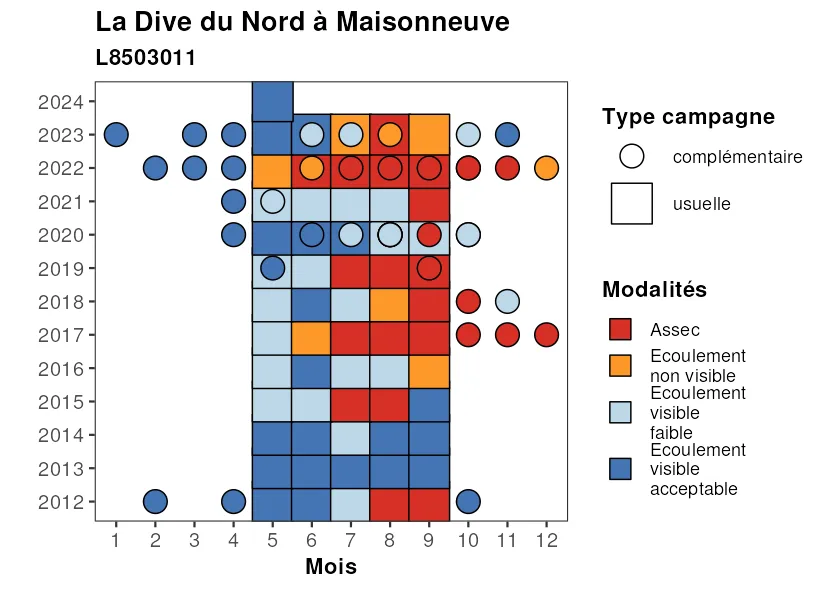 La Dive du Nord à Maisonneuve
L8503011
2024
2023
2022
2021
2020
2019
2018
2017
2016
2015
2014
2013
2012
1 2 3 4 5 6 7 8 9 10 11 12
Mois
Type campagne
complémentaire
usuelle
Modalités
Assec
Ecoulement
non visible
Ecoulement
visible
faible
Ecoulement
visible
acceptable